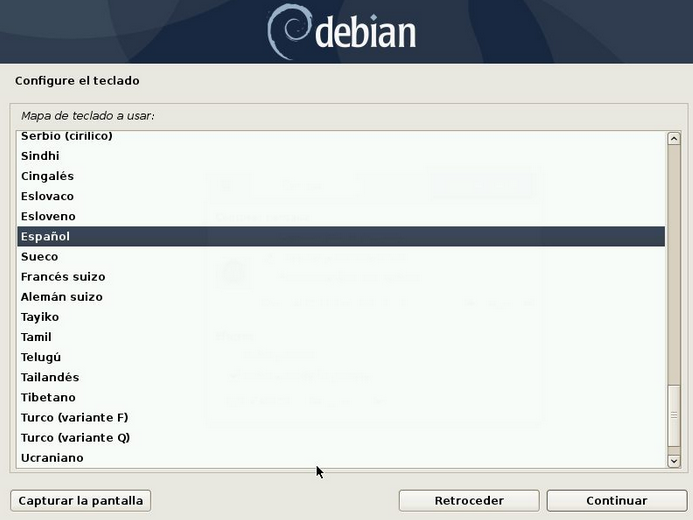 debian
Configure el teclado
Mapa de teclado a usar:
Serbio (cirílico)
Sindhi
Cingalés
Eslovaco
Esloveno
Español
Sueco
Francés suizo
Alemán suizo
Tayiko
Tamil
Telugú
Tailandés
Tibetano
Turco (variante F)
Turco (variante Q)
Ucraniano
Capturar la pantalla
Retroceder
Continuar